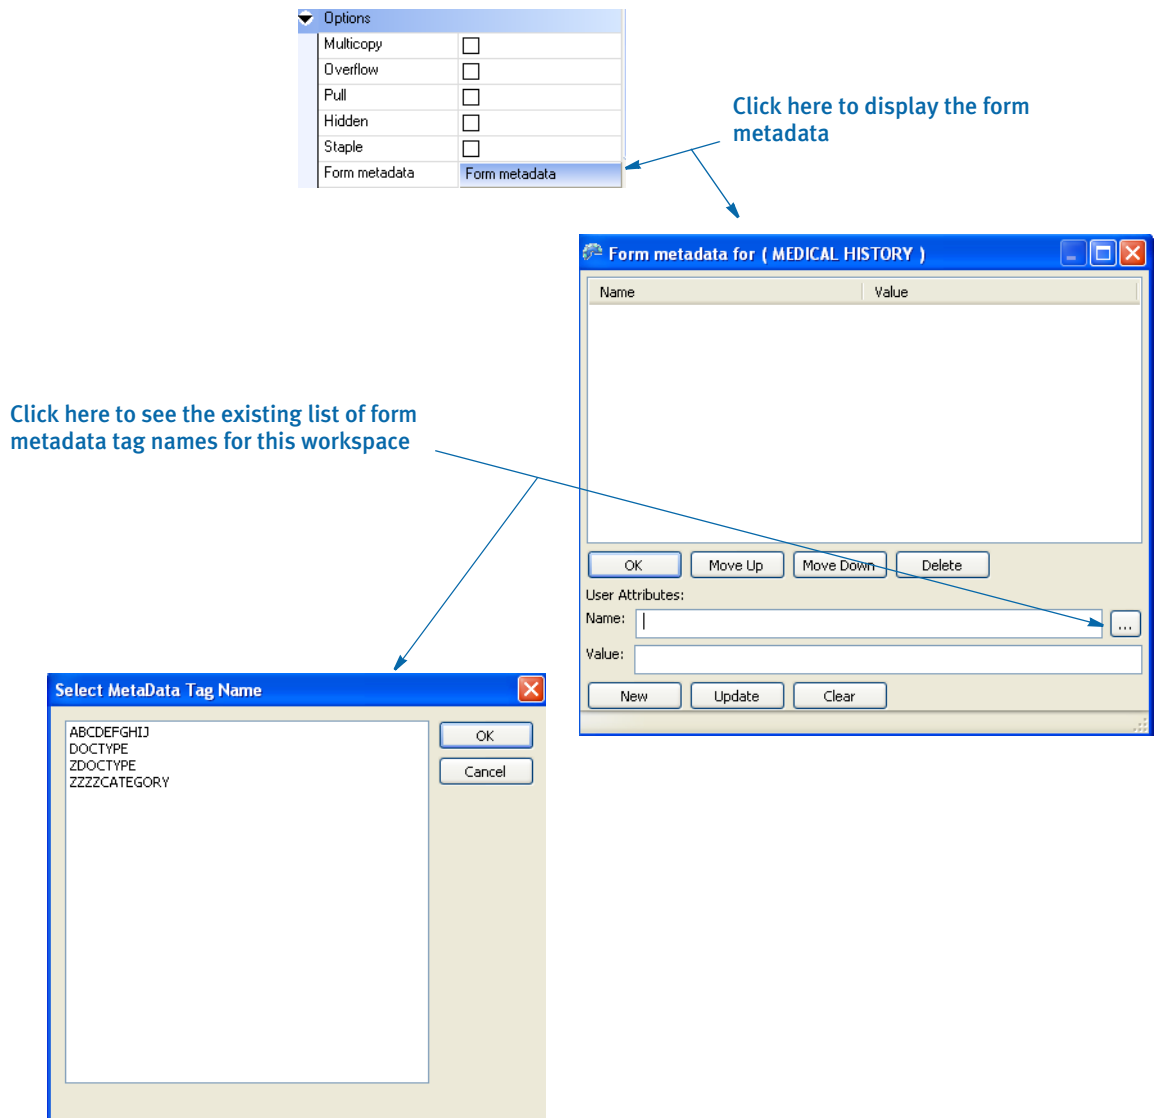 Options
Multicopy
Overflow
Pull
Hidden
Staple
Form metadata Form metadata
Click here to display the form
metadata
Form metadata for ( MEDICAL HISTORY )
Name Value
Click here to see the existing list of form
metadata tag names for this workspace
OK Move Up Move Down Delete
User Attributes:
Name: ...
Value:
New Update Clear
Select MetaData Tag Name
ABCDEFGHIJ
DOCTYPE
ZDOCTYPE
ZZZZCATEGORY
OK
Cancel